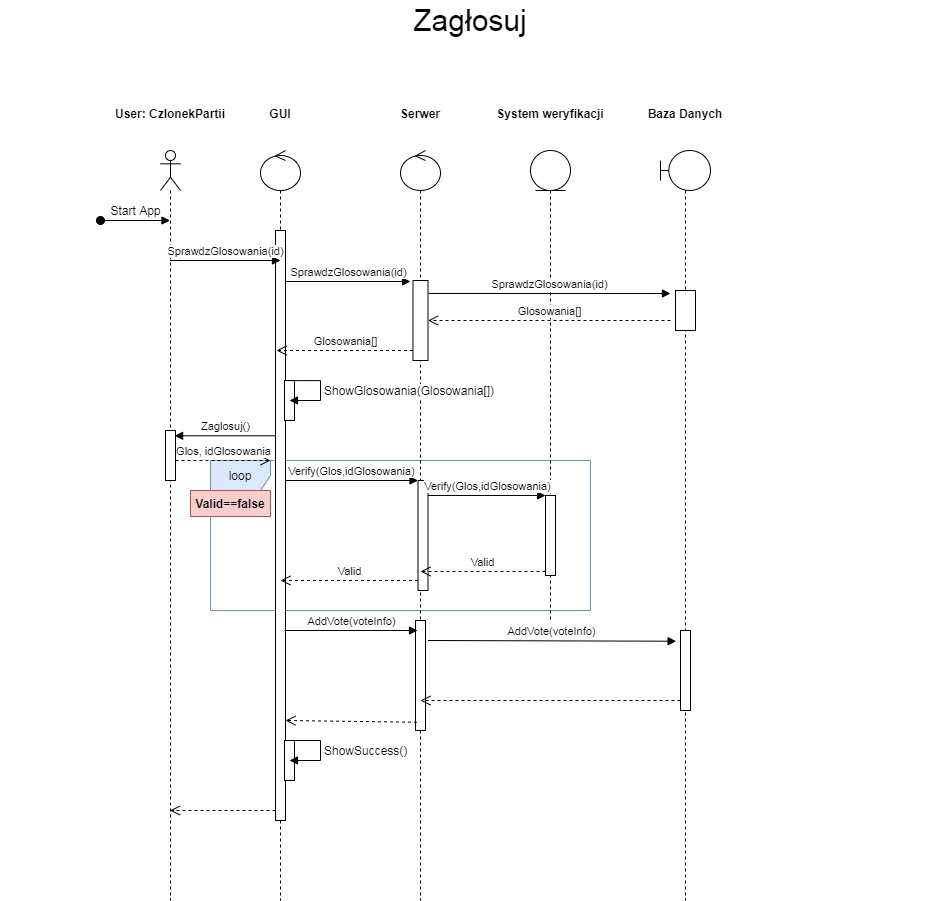 Zagłosuj
User: CzlonekPartii
GUI
Serwer
System weryfikacji
Baza Danych
Start App
SprawdzGlosowania(id)
SprawdzGlosowania(id)
SprawdzGlosowania(id)
Glosowania[]
Glosowania[]
ShowGlosowania(Glosowania[])
Zaglosuj()
Glos, idGlosowania
loop
Verify(Glos,idGlosowania)
Verify(Glos,idGlosowania)
Valid==false
Valid
Valid
AddVote(voteInfo)
AddVote(voteInfo)
ShowSuccess()